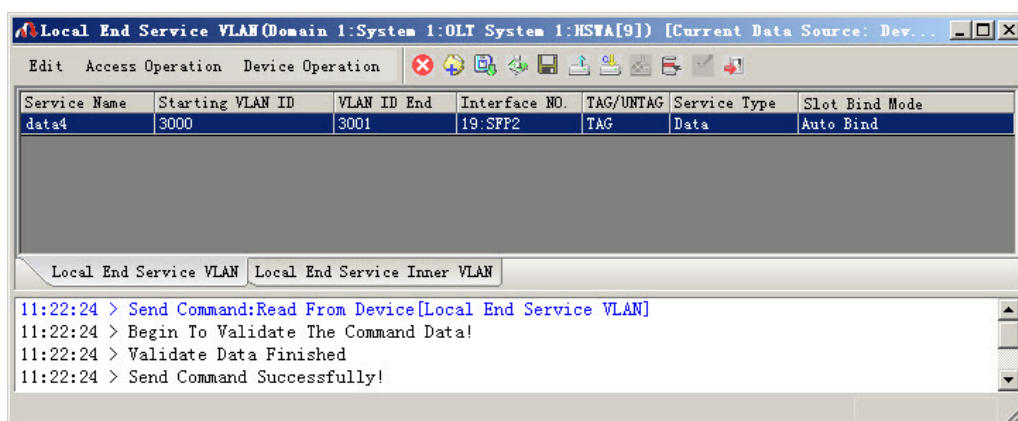 Local End Service VLAN(Domain 1:System 1:OLT System 1:HSWA[9]) [Current Data Source: Dev...
Edit Access Operation Device Operation
Service Name Starting VLAN ID VLAN ID End Interface NO. TAG/UNTAG Service Type Slot Bind Mode
data4 3000 3001 19:SFP2 TAG Data Auto Bind
Local End Service VLAN Local End Service Inner VLAN
11:22:24 > Send Command:Read From Device[Local End Service VLAN]
11:22:24 > Begin To Validate The Command Data!
11:22:24 > Validate Data Finished
11:22:24 > Send Command Successfully!